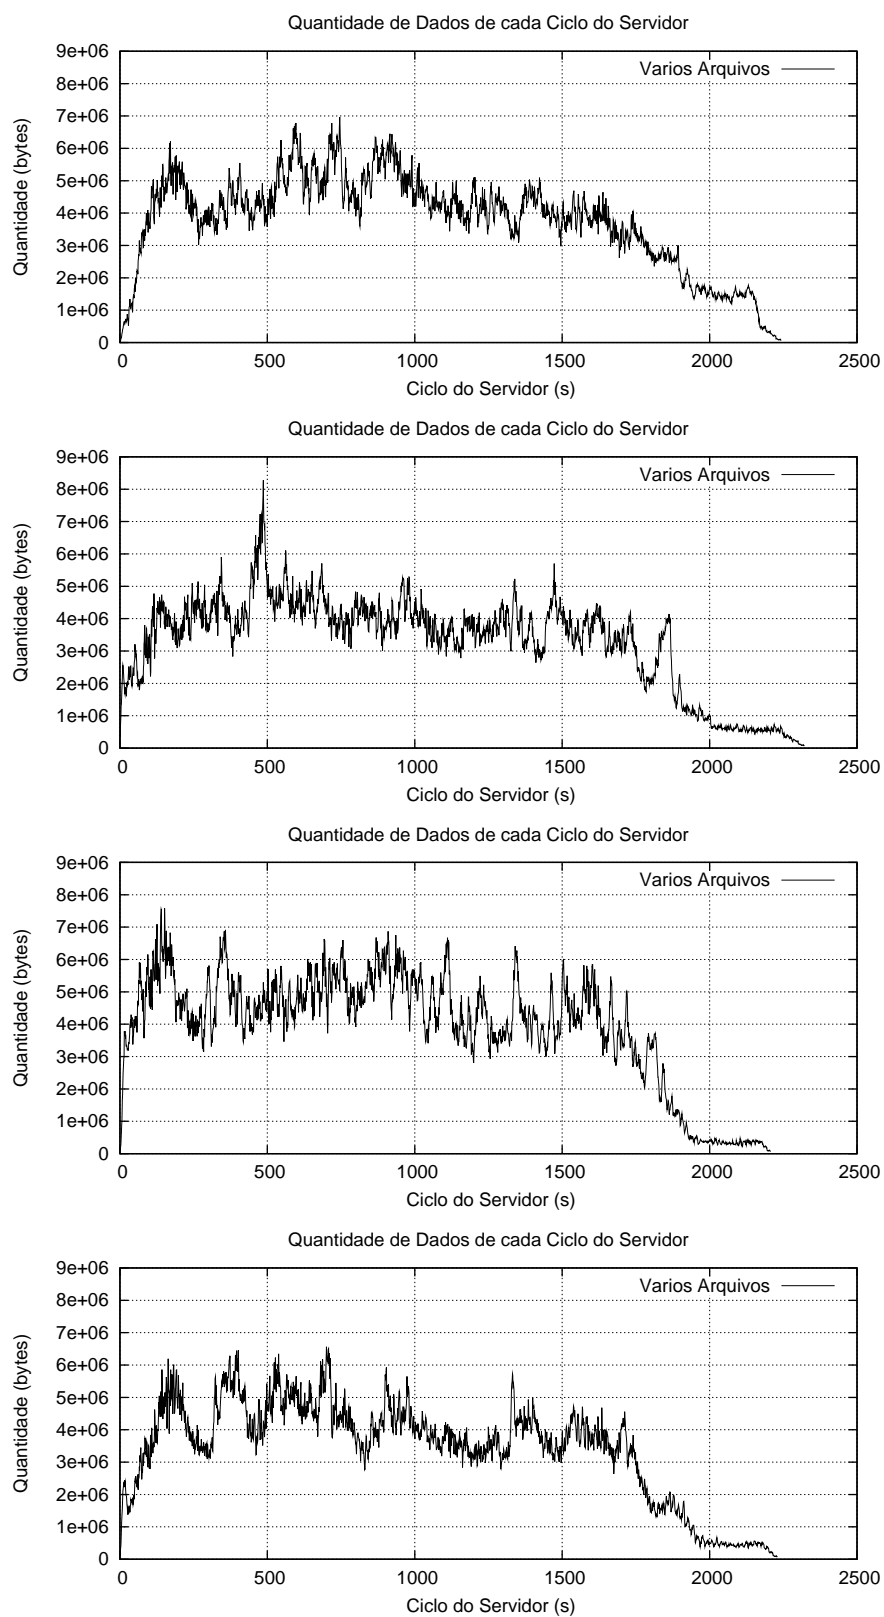 Quantidade de Dados de cada Ciclo do Servidor
9e+06
Varios Arquivos
8e+06
7e+06
6e+06
5e+06
4e+06
3e+06
2e+06
1e+06
0
Quantidade (bytes)
0 500 1000 1500 2000 2500
Ciclo do Servidor (s)
Quantidade de Dados de cada Ciclo do Servidor
9e+06
Varios Arquivos
8e+06
7e+06
6e+06
5e+06
4e+06
3e+06
2e+06
1e+06
0
Quantidade (bytes)
0 500 1000 1500 2000 2500
Ciclo do Servidor (s)
Quantidade de Dados de cada Ciclo do Servidor
9e+06
Varios Arquivos
8e+06
7e+06
6e+06
5e+06
4e+06
3e+06
2e+06
1e+06
0
Quantidade (bytes)
0 500 1000 1500 2000 2500
Ciclo do Servidor (s)
Quantidade de Dados de cada Ciclo do Servidor
9e+06
Varios Arquivos
8e+06
7e+06
6e+06
5e+06
4e+06
3e+06
2e+06
1e+06
0
Quantidade (bytes)
0 500 1000 1500 2000 2500
Ciclo do Servidor (s)